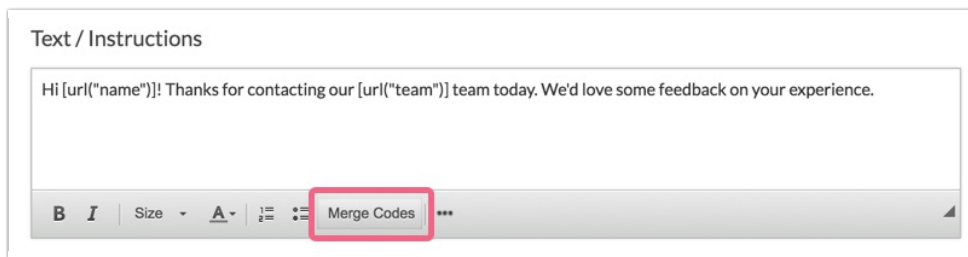 Text / Instructions
Hi [url("name")]! Thanks for contacting our [url("team")] team today. We'd love some feedback on your experience.
B I Size A Merge Codes •••